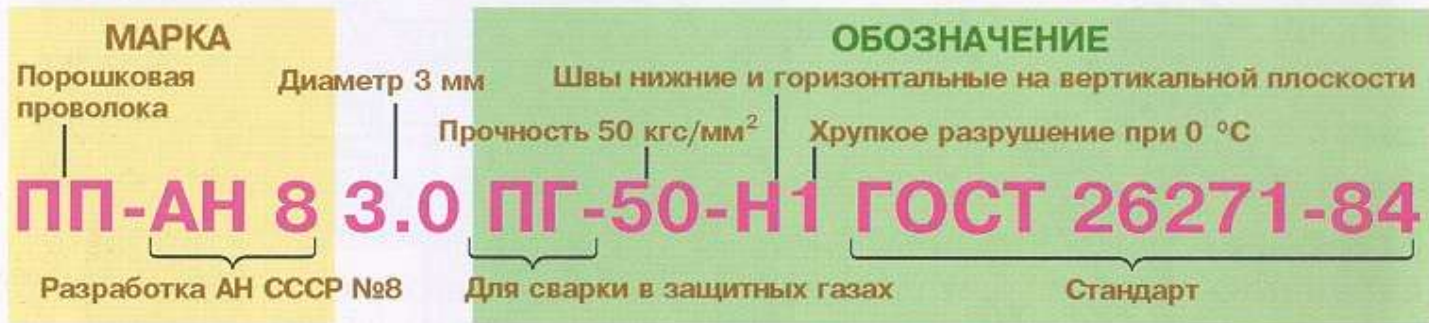 МАРКА
ОБОЗНАЧЕНИЕ
Порошковая
проволока
Диаметр 3 мм
Швы нижние и горизонтальные на вертикальной плоскости
Прочность 50 кгс/мм²
Хрупкое разрушение при 0 °С
ПП-АН 8 3.0 ПГ-50-Н1 ГОСТ 26271-84
Разработка АН СССР №8
Для сварки в защитных газах
Стандарт